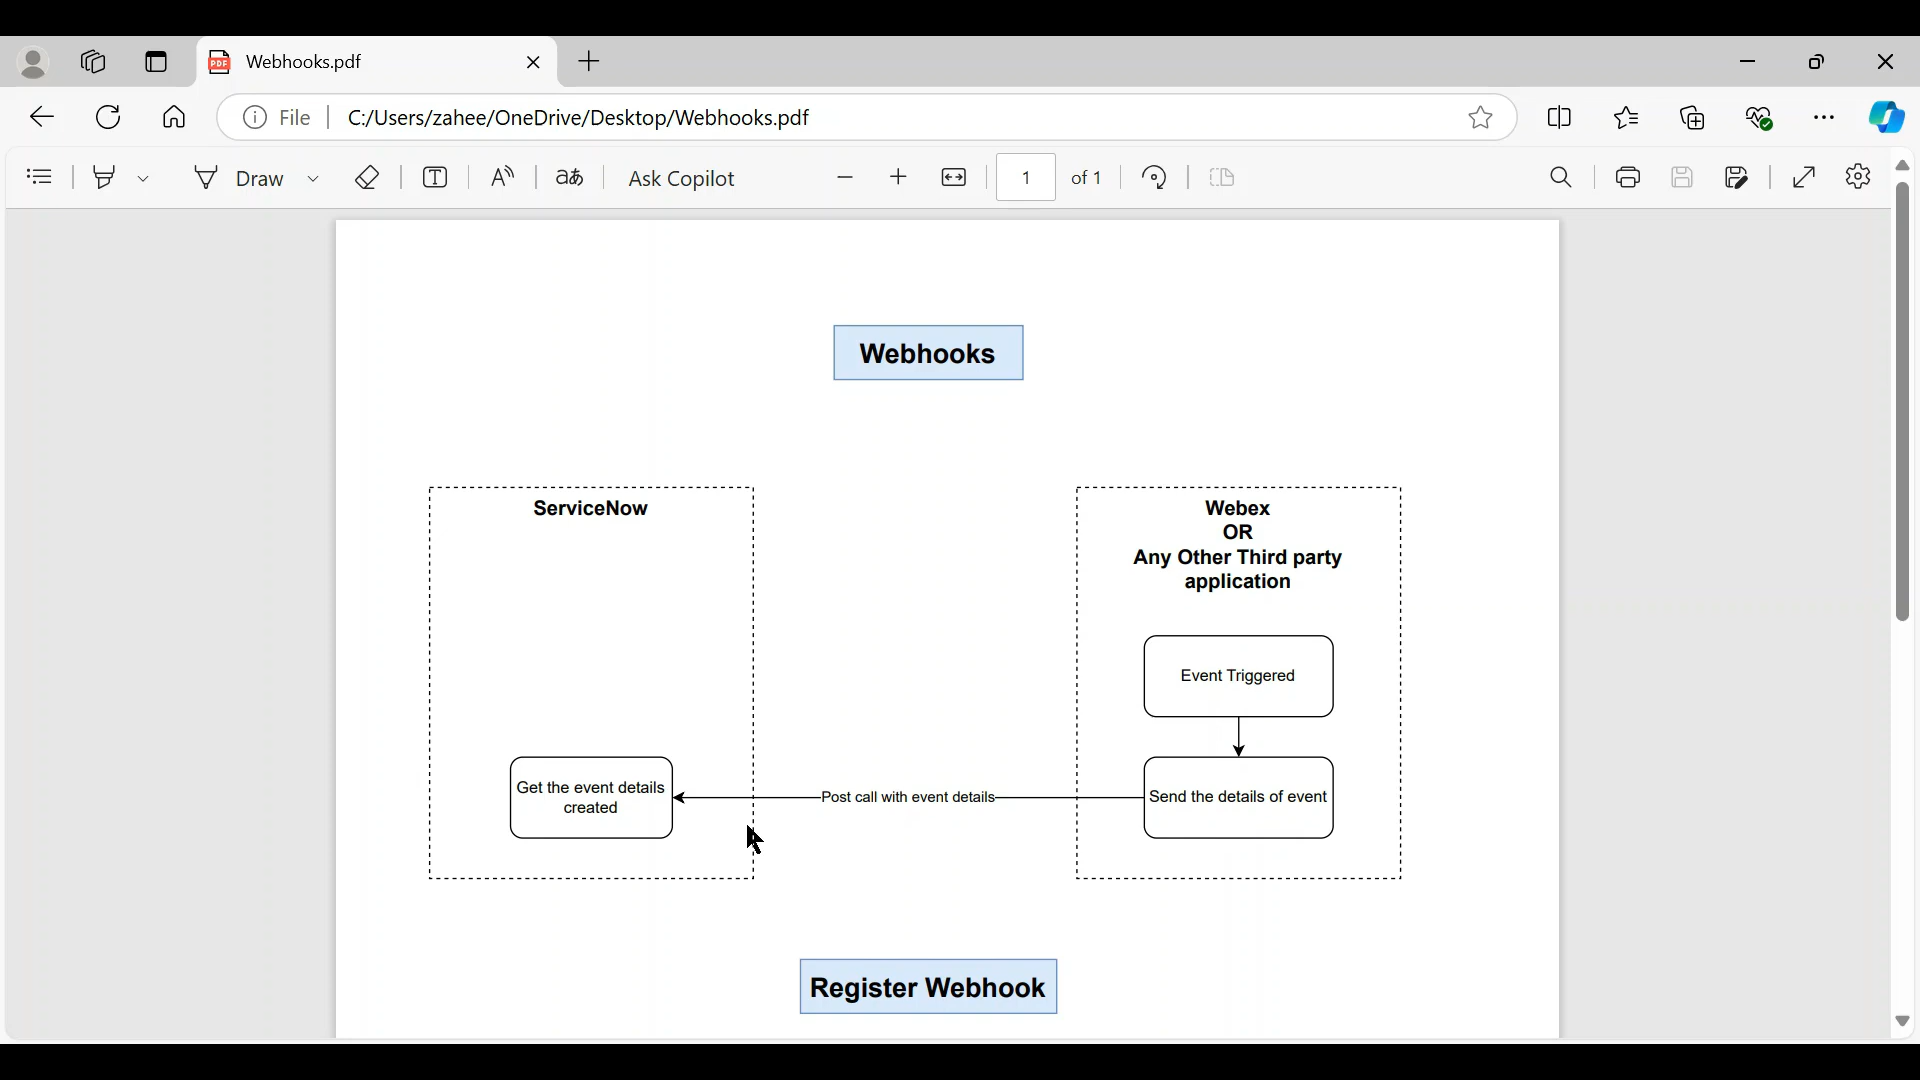 Webhooks.pdf
File
C:/Users/zahee/OneDrive/Desktop/Webhooks.pdf
Draw
aあ
Ask Copilot
1
of 1
Webhooks
ServiceNow
Webex
OR
Any Other Third party
application
Event Triggered
Get the event details
created
Post call with event details
Send the details of event
Register Webhook